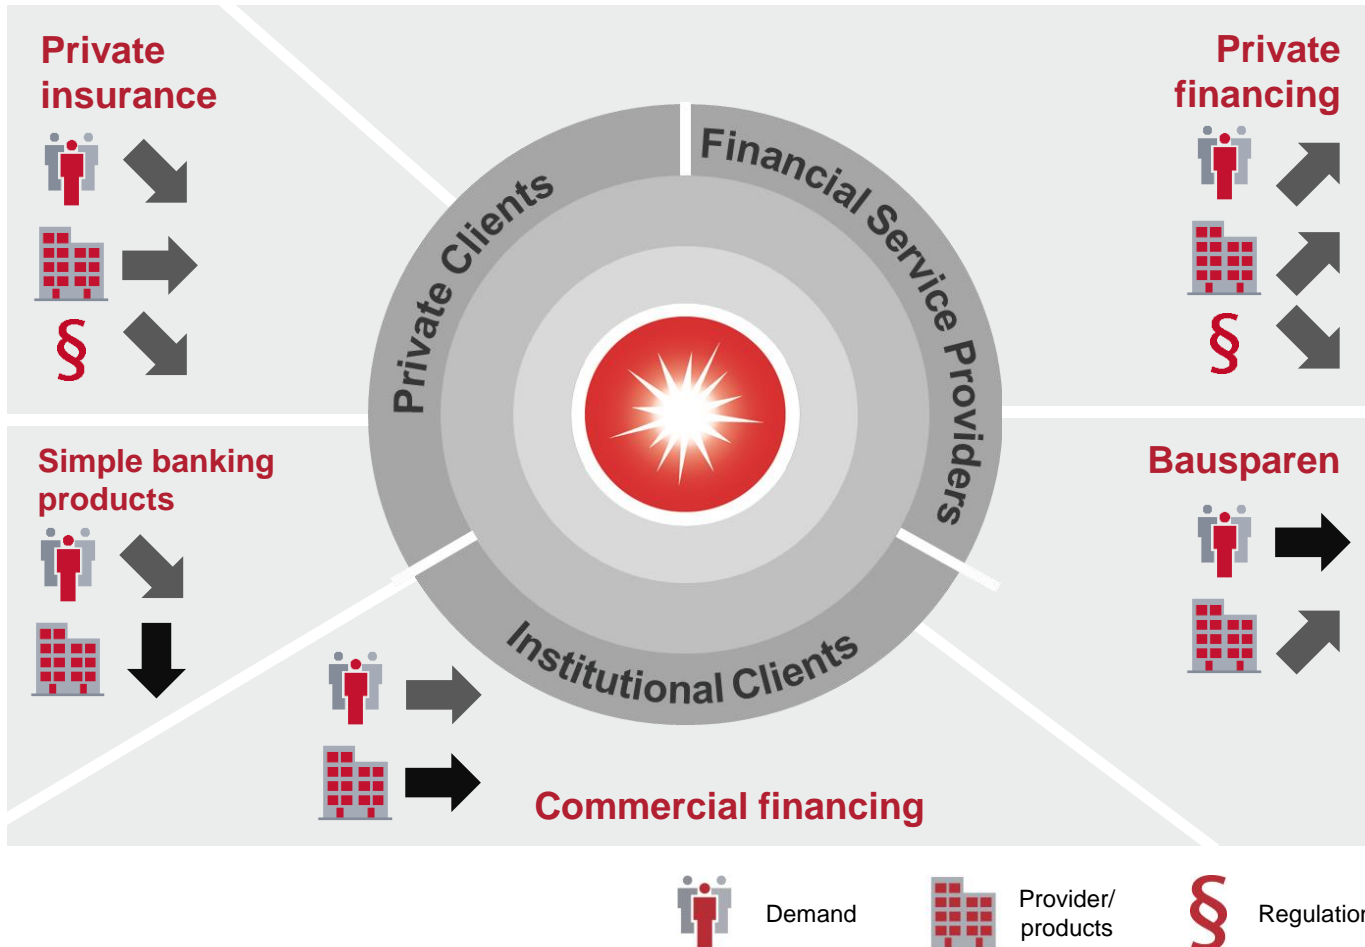 Private
insurance
§
Private
financing
§
Private Clients
Financial Service Providers
Institutional Clients
Simple banking
products
Bausparen
Commercial financing
Demand
Provider/
products
§
Regulation